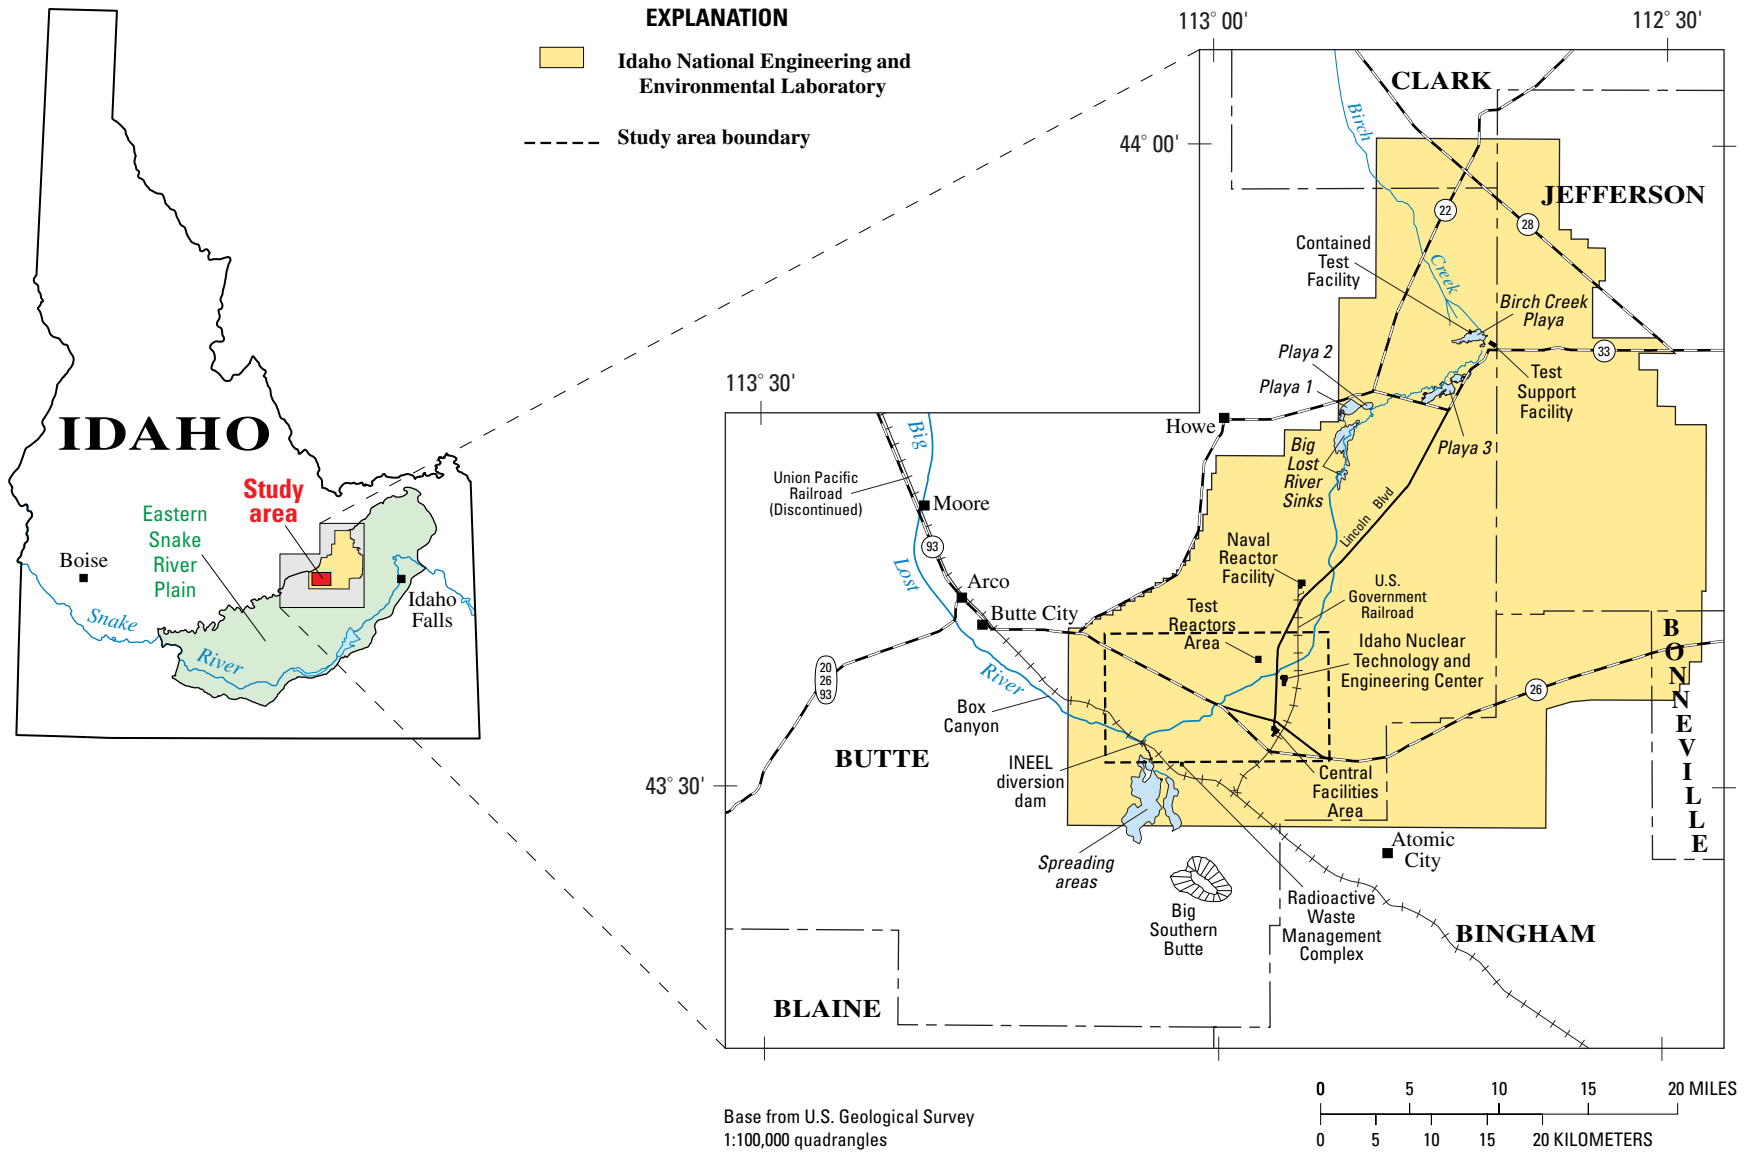 EXPLANATION
Idaho National Engineering and
Environmental Laboratory
Study area boundary
113° 00'
112° 30'
44° 00'
113° 30'
43° 30'
IDAHO
Study
area
Eastern
Snake
River
Plain
Boise
Snake
River
Idaho
Falls
CLARK
JEFFERSON
Birch
Creek
22
28
33
Contained
Test
Facility
Birch Creek
Playa
Playa 2
Playa 1
Test
Support
Facility
Howe
Playa 3
Big
Lost
River
Sinks
Big
Lost
River
Union Pacific
Railroad
(Discontinued)
Moore
93
Lincoln Blvd
Naval
Reactor
Facility
Arco
Butte City
U.S.
Government
Railroad
Test
Reactors
Area
Idaho Nuclear
Technology and
Engineering Center
20
26
93
26
BONNEVILLE
Box
Canyon
BUTTE
INEEL
diversion
dam
Central
Facilities
Area
Atomic
City
Spreading
areas
Big
Southern
Butte
Radioactive
Waste
Management
Complex
BINGHAM
BLAINE
0 5 10 15 20 MILES
0 5 10 15 20 KILOMETERS
Base from U.S. Geological Survey
1:100,000 quadrangles